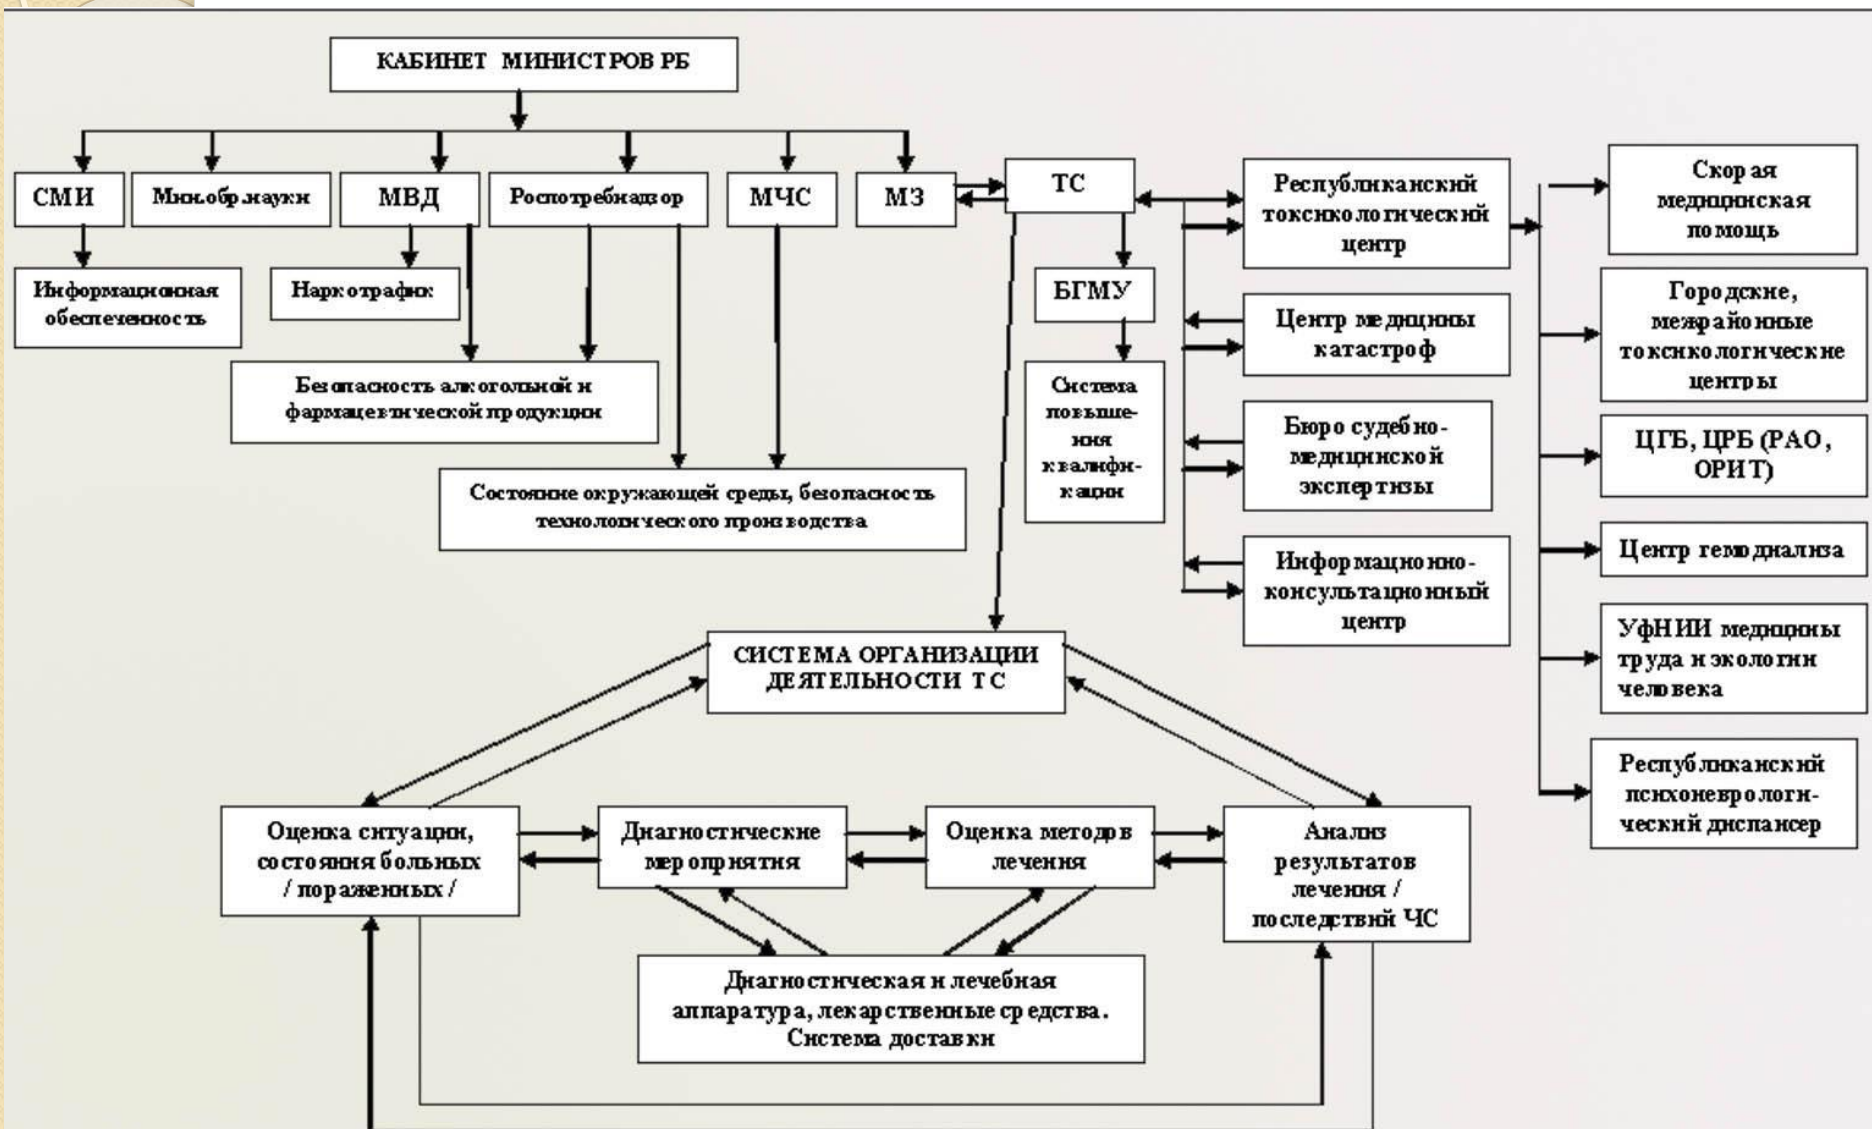 КАБИНЕТ МИНИСТРОВ РБ
СМИ
Мин.обр.науки
МВД
Роспотребнадзор
МЧС
МЗ
ТС
Республиканский
токсикологический
центр
Скорая
медицинская
помощь
Информационная
обеспеченность
Наркотрафик
БГМУ
Городские,
межрайонные
токсикологические
центры
Центр медицины
катастроф
Безопасность алкогольной и
фармацевтической продукции
Система
повыше-
ния
квалифи-
кации
Бюро судебно-
медицинской
экспертизы
ЦГБ, ЦРБ (РАО,
ОРИТ)
Состояние окружающей среды, безопасность
технологического производства
Информационно-
консультационный
центр
Центр гемодиализа
УфНИИ медицины
труда и экологии
человека
СИСТЕМА ОРГАНИЗАЦИИ
ДЕЯТЕЛЬНОСТИ ТС
Республиканский
психоневрологи-
ческий диспансер
Оценка ситуации,
состояния больных
/ пораженных /
Диагностические
мероприятия
Оценка методов
лечения
Анализ
результатов
лечения /
последствий ЧС
Диагностическая и лечебная
аппаратура, лекарственные средства.
Система доставки